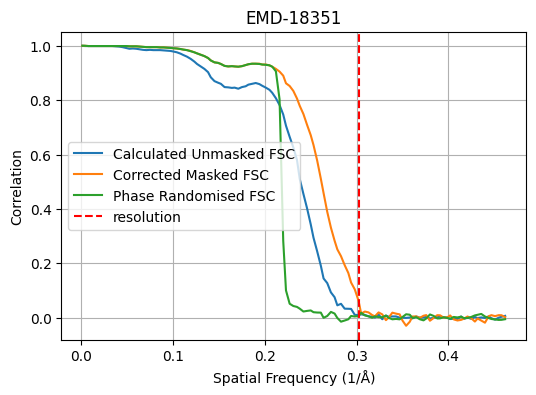 EMD-18351
1.0
0.8
0.6
0.4
0.2
0.0
Correlation
Calculated Unmasked FSC
Corrected Masked FSC
Phase Randomised FSC
resolution
0.0 0.1 0.2 0.3 0.4
Spatial Frequency (1/Å)